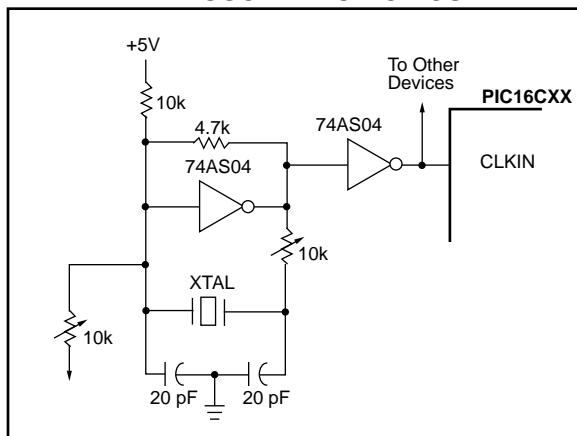 +5V
To Other
Devices
PIC16CXX
10k
4.7k
74AS04
74AS04
CLKIN
10k
XTAL
10k
20 pF
20 pF